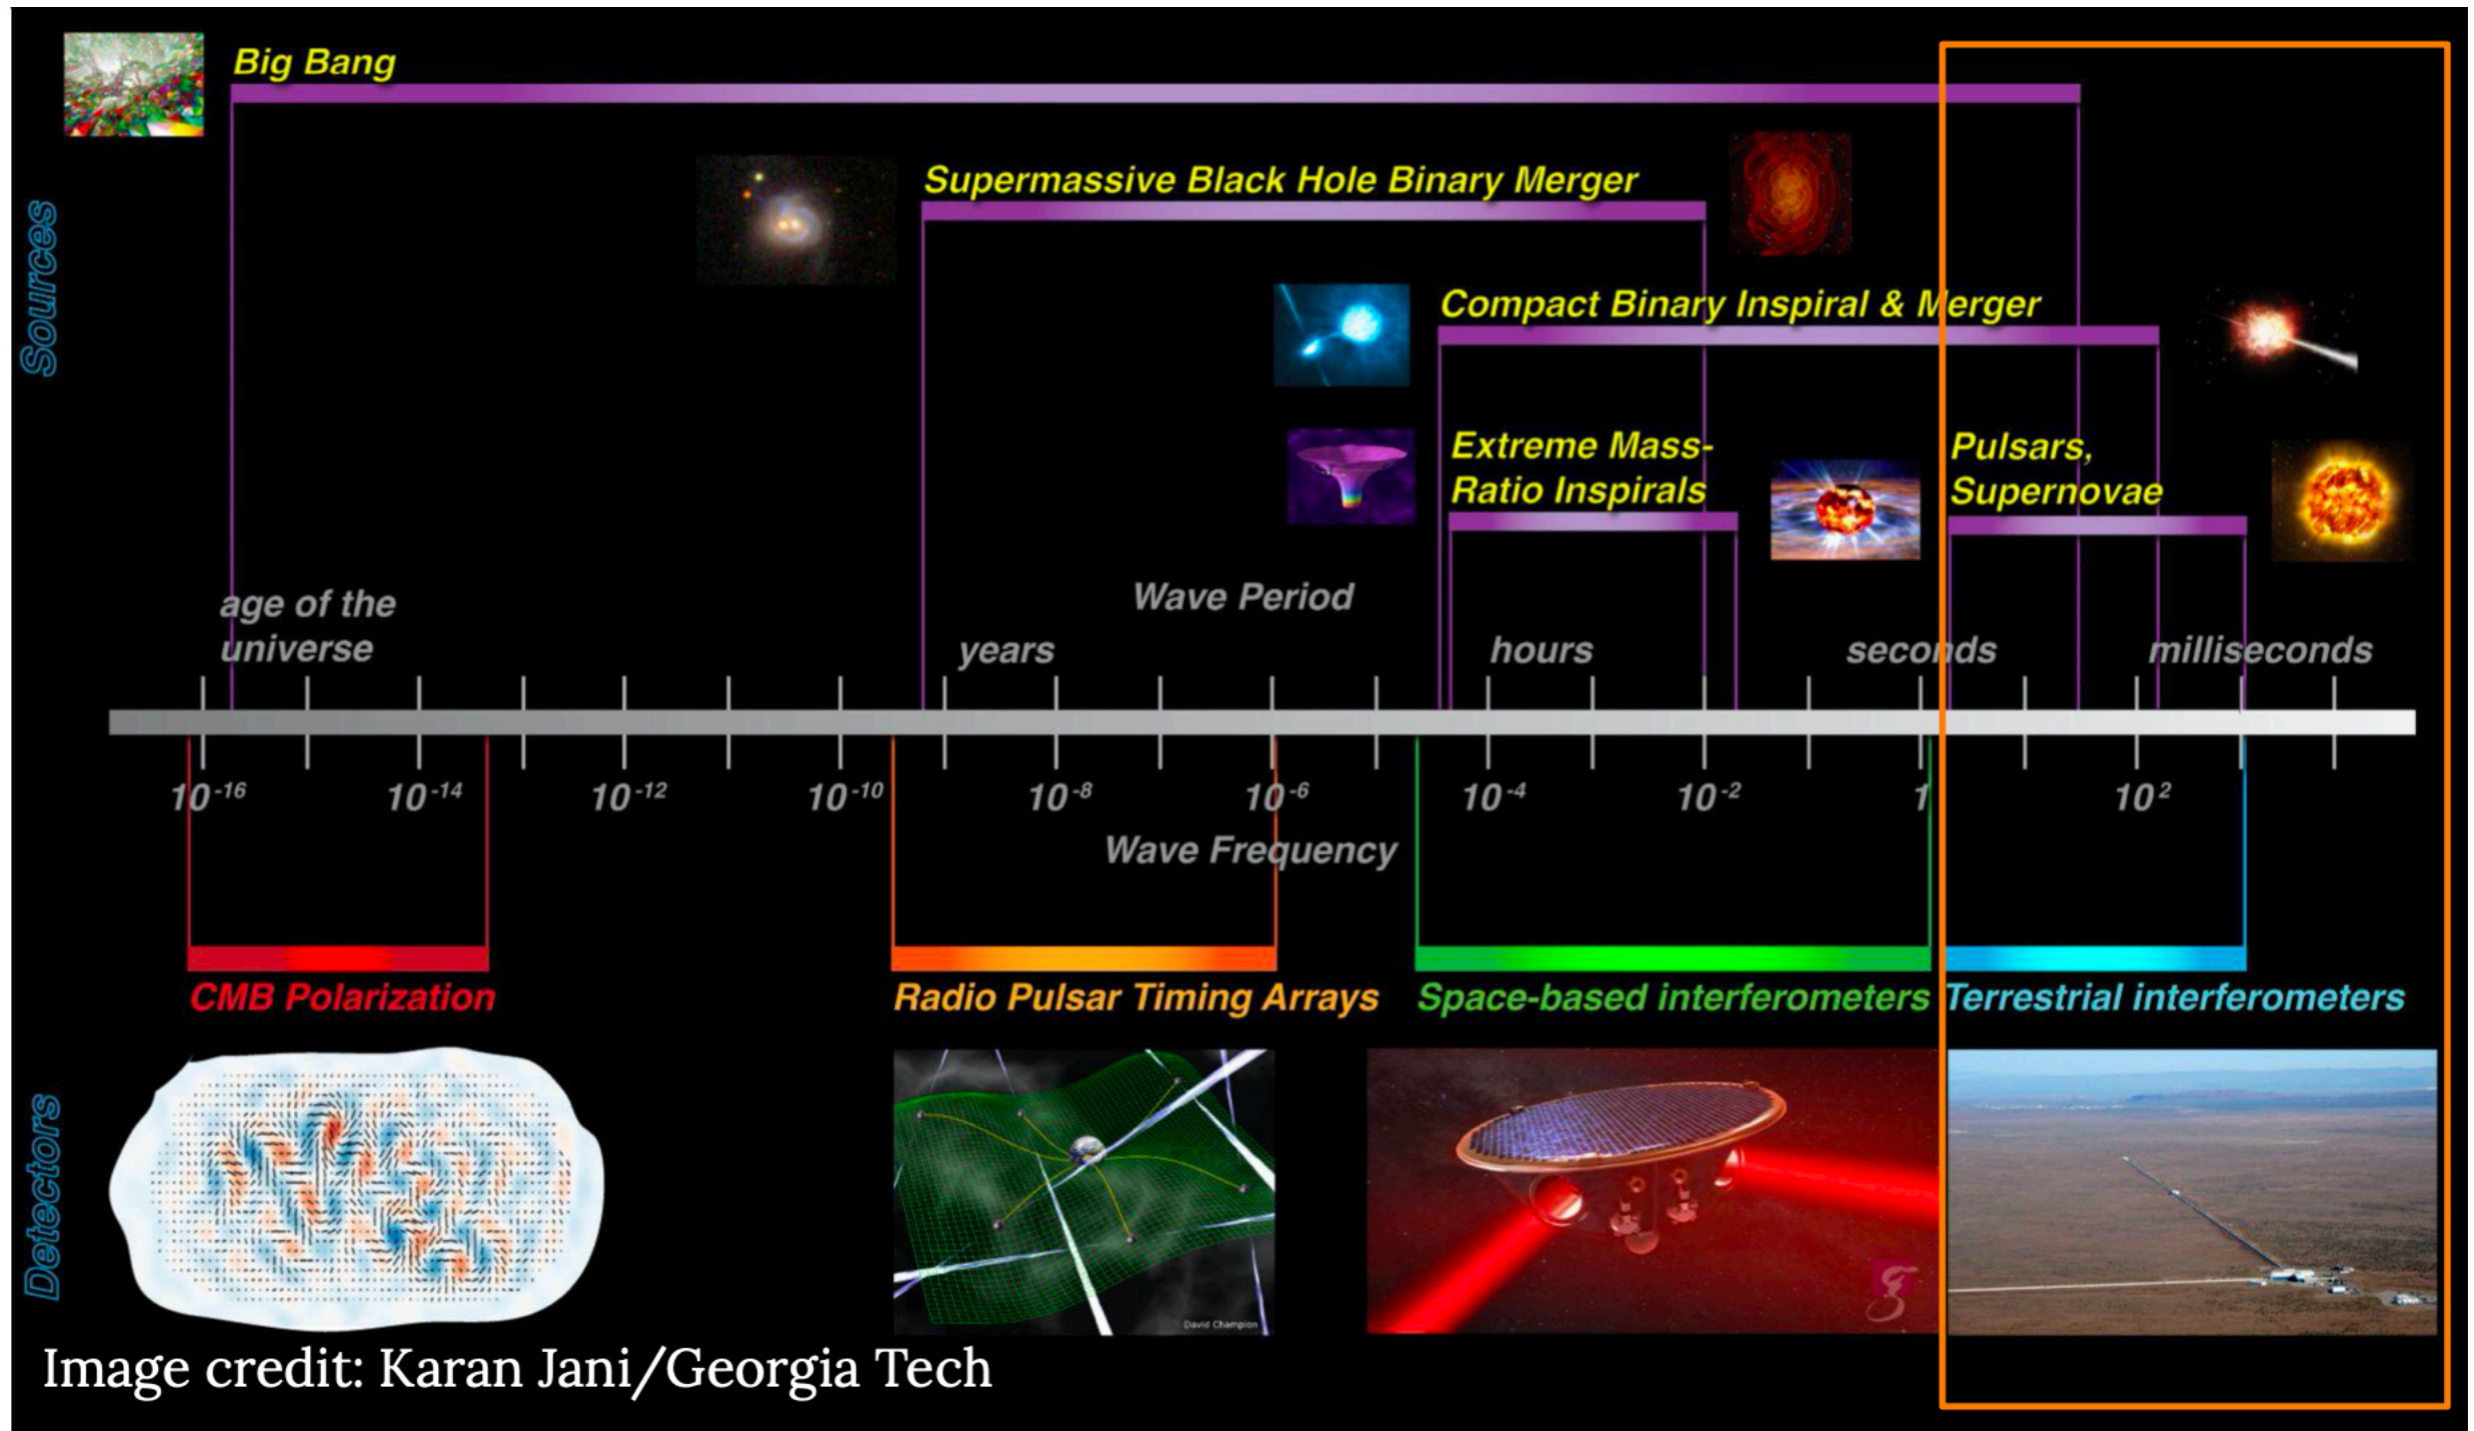 Big Bang
Supermassive Black Hole Binary Merger
Sources
Compact Binary Inspiral & Merger
Extreme Mass-
Ratio Inspirals
Pulsars,
Supernovae
age of the
universe
Wave Period
years
hours
seconds
milliseconds
10⁻¹⁶
10⁻¹⁴
10⁻¹²
10⁻¹⁰
10⁻⁸
10⁻⁶
10⁻⁴
10⁻²
1
10²
Wave Frequency
CMB Polarization
Radio Pulsar Timing Arrays
Space-based interferometers
Terrestrial interferometers
Detectors
David Champion
Image credit: Karan Jani/Georgia Tech